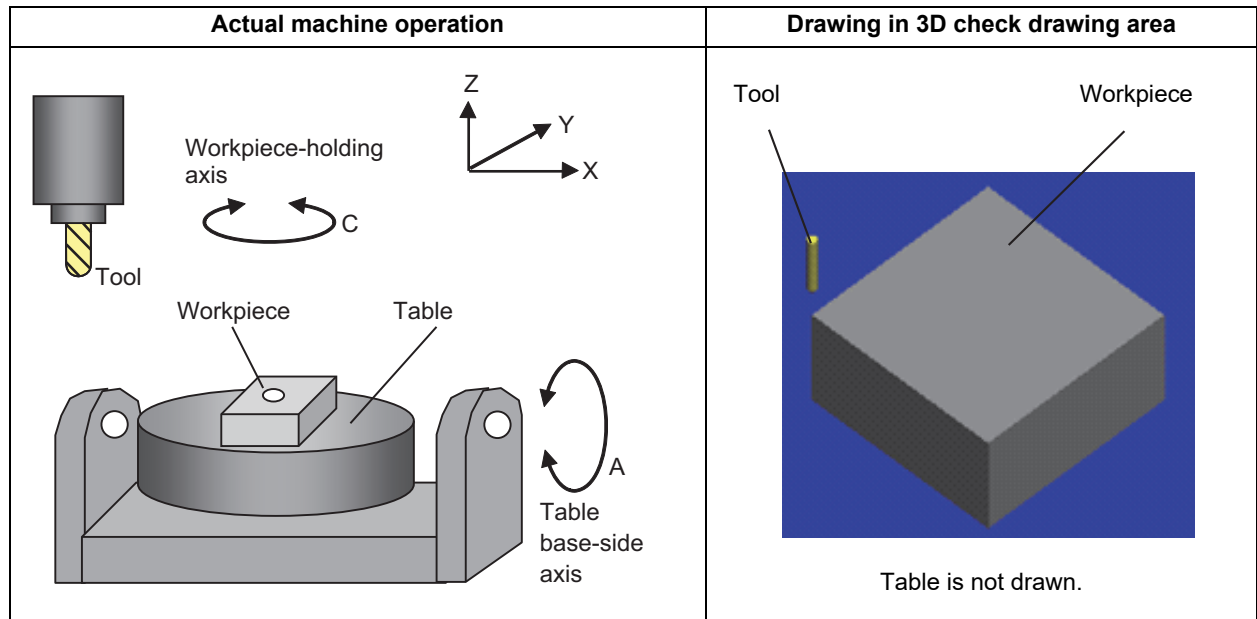 Actual machine operation
Drawing in 3D check drawing area
Z
Y
X
Workpiece-holding
axis
C
Tool
Workpiece
Table
A
Table
base-side
axis
Tool
Workpiece
Table is not drawn.